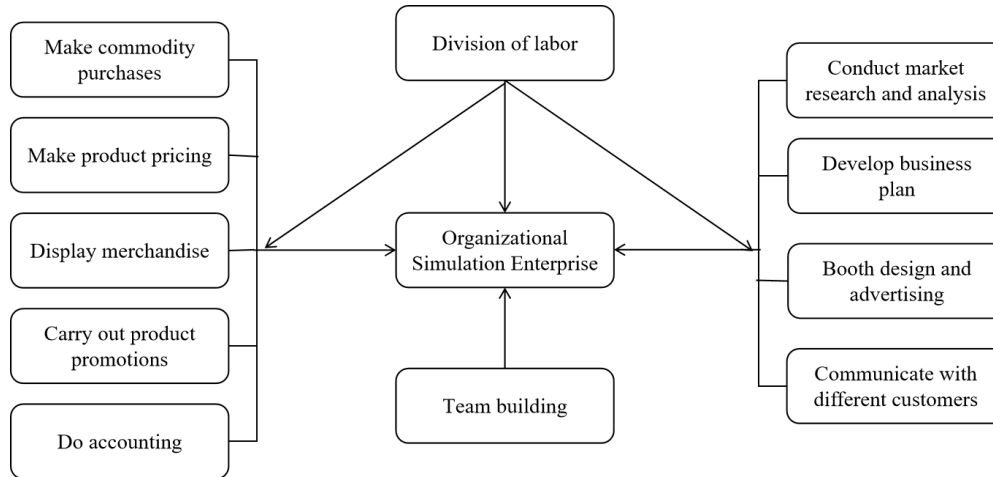 Make commodity
purchases
Make product pricing
Display merchandise
Carry out product
promotions
Do accounting
Division of labor
Organizational
Simulation Enterprise
Team building
Conduct market
research and analysis
Develop business
plan
Booth design and
advertising
Communicate with
different customers